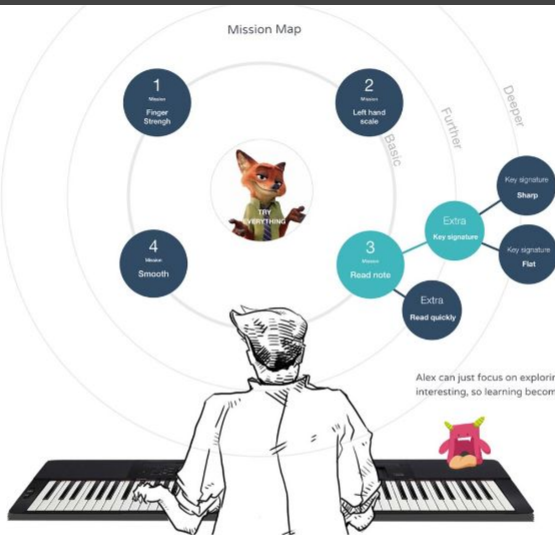 Mission Map
1
Mission
Finger
Strengh
2
Mission
Left hand
scale
Basic
Further
Deeper
TRY
EVERYTHING
Key signature
Sharp
Extra
Key signature
Key signature
Flat
3
Mission
Read note
4
Mission
Smooth
Extra
Read quickly
Alex can just focus on explorin
interesting, so learning becom